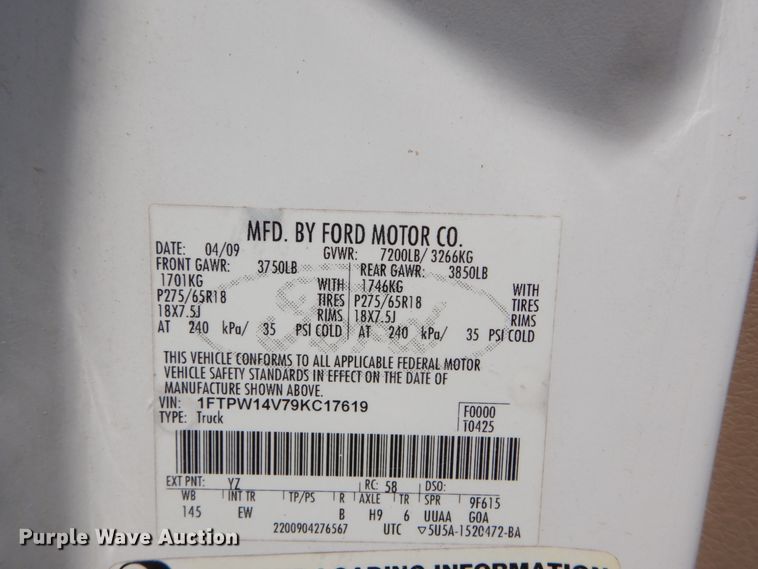 MFD. BY FORD MOTOR CO.
DATE: 04/09 GVWR: 7200LB/ 3266KG
FRONT GAWR: 3750LB REAR GAWR: 3850LB
1701KG WITH 1746KG WITH
P275/65R18 TIRES P275/65R18 TIRES
18X7.5J RIMS 18X7.5J RIMS
AT 240 kPa/ 35 PSI COLD AT 240 kPa/ 35 PSI COLD
Ford
THIS VEHICLE CONFORMS TO ALL APPLICABLE FEDERAL MOTOR
VEHICLE SAFETY STANDARDS IN EFFECT ON THE DATE OF
MANUFACTURE SHOWN ABOVE.
VIN: 1FTPW14V79KC17619 F0000
TYPE: Truck T0425
EXT PNT: YZ RC: 58 DSO:
WB INT TR TP/PS R AXLE TR SPR 9F615
145 EW B H9 6 UUAA GOA
2200904276567 UTC ▽5U5A-1520472-BA
Purple Wave Auction
LOADING INFORMATION